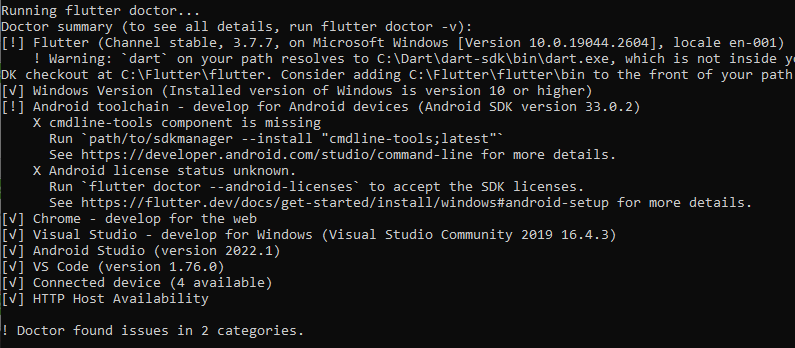 Running flutter doctor...
Doctor summary (to see all details, run flutter doctor -v):
[!] Flutter (Channel stable, 3.7.7, on Microsoft Windows [Version 10.0.19044.2604], locale en-001)
    ! Warning: `dart` on your path resolves to C:\Dart\dart-sdk\bin\dart.exe, which is not inside y
DK checkout at C:\Flutter\flutter. Consider adding C:\Flutter\flutter\bin to the front of your path
[√] Windows Version (Installed version of Windows is version 10 or higher)
[!] Android toolchain - develop for Android devices (Android SDK version 33.0.2)
    X cmdline-tools component is missing
      Run `path/to/sdkmanager --install "cmdline-tools;latest"`
      See https://developer.android.com/studio/command-line for more details.
    X Android license status unknown.
      Run `flutter doctor --android-licenses` to accept the SDK licenses.
      See https://flutter.dev/docs/get-started/install/windows#android-setup for more details.
[√] Chrome - develop for the web
[√] Visual Studio - develop for Windows (Visual Studio Community 2019 16.4.3)
[√] Android Studio (version 2022.1)
[√] VS Code (version 1.76.0)
[√] Connected device (4 available)
[√] HTTP Host Availability

! Doctor found issues in 2 categories.